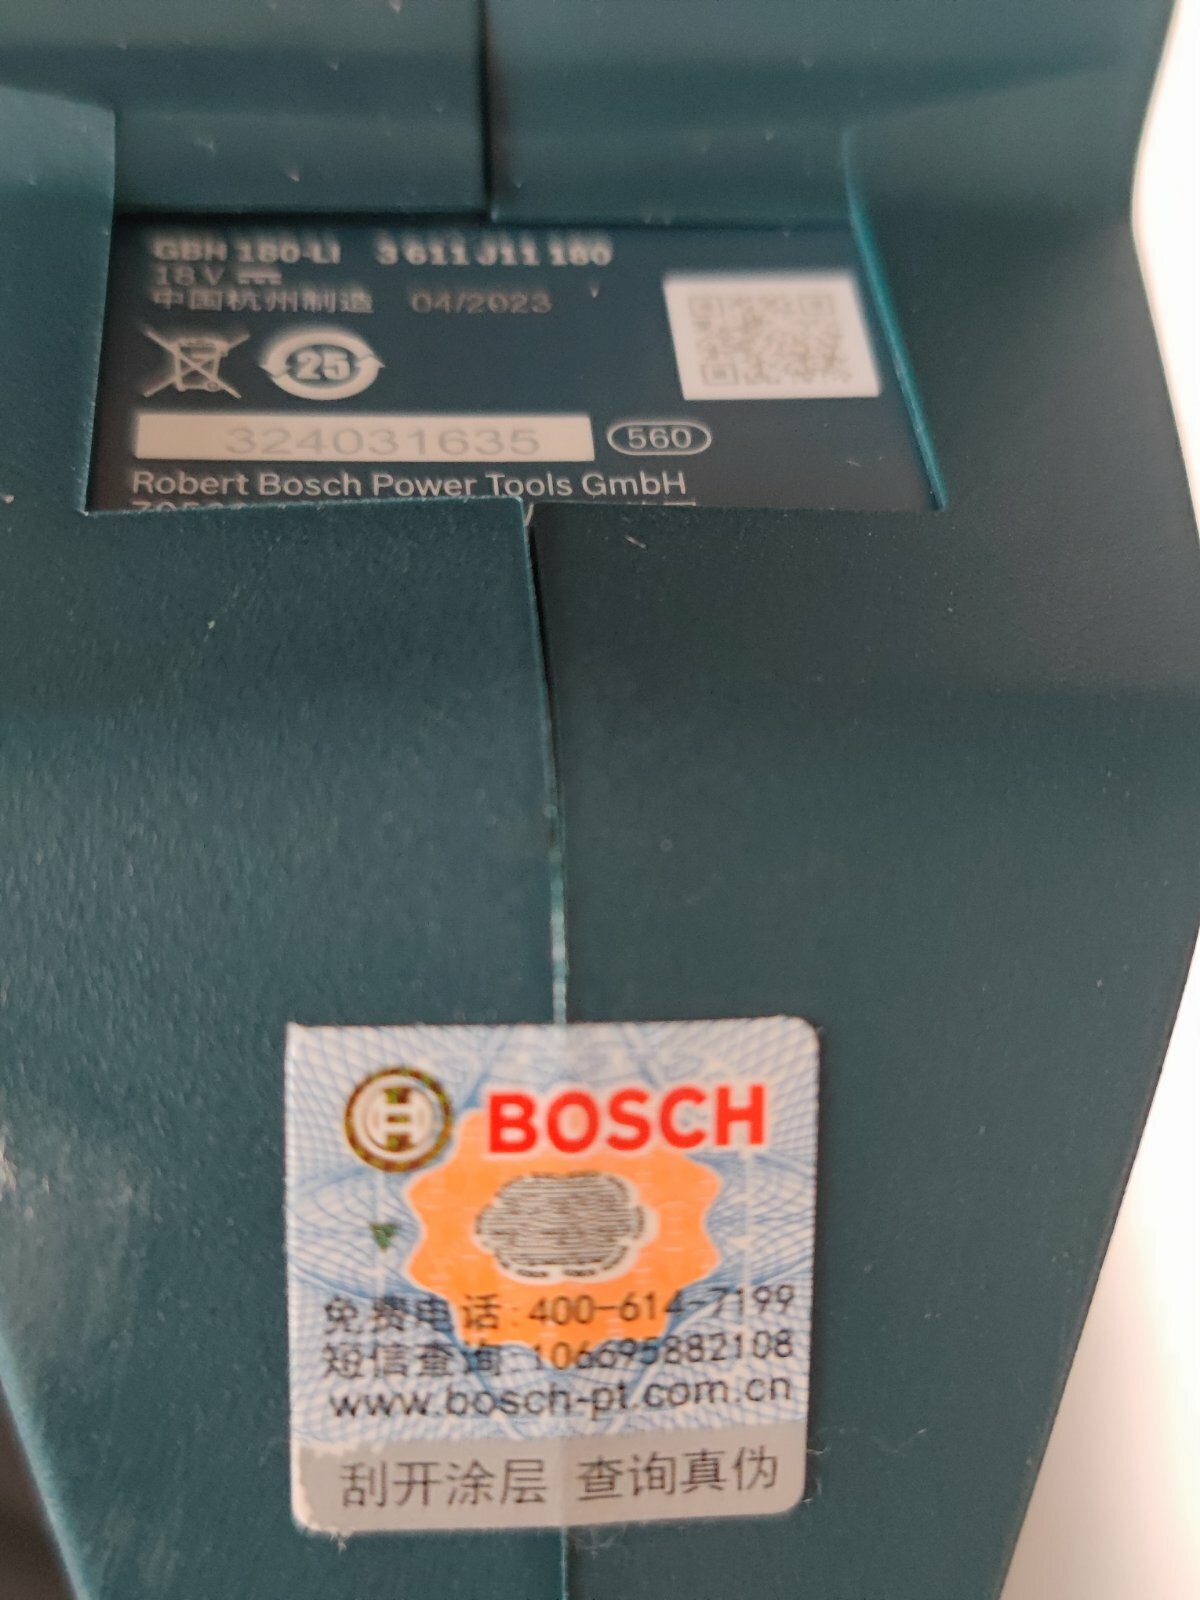 GBH 180-LI 3 611 J11 180
18 V
中国杭州制造 04/2023
25
324031635 560
Robert Bosch Power Tools GmbH
BOSCH
免费电话:400-614-7199
短信查询:106695882108
www.bosch-pt.com.cn
刮开涂层 查询真伪